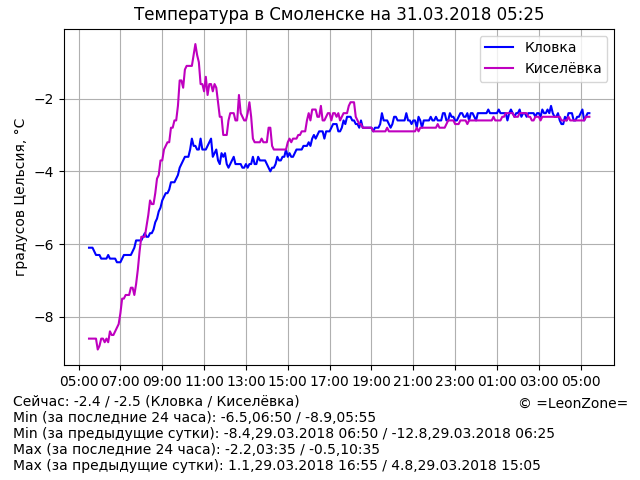 Температура в Смоленске на 31.03.2018 05:25
Кловка
Киселёвка
градусов Цельсия, °C
−2
−4
−6
−8
05:00 07:00 09:00 11:00 13:00 15:00 17:00 19:00 21:00 23:00 01:00 03:00 05:00
Сейчас: -2.4 / -2.5 (Кловка / Киселёвка)
© =LeonZone=
Min (за последние 24 часа): -6.5,06:50 / -8.9,05:55
Min (за предыдущие сутки): -8.4,29.03.2018 06:50 / -12.8,29.03.2018 06:25
Max (за последние 24 часа): -2.2,03:35 / -0.5,10:35
Max (за предыдущие сутки): 1.1,29.03.2018 16:55 / 4.8,29.03.2018 15:05